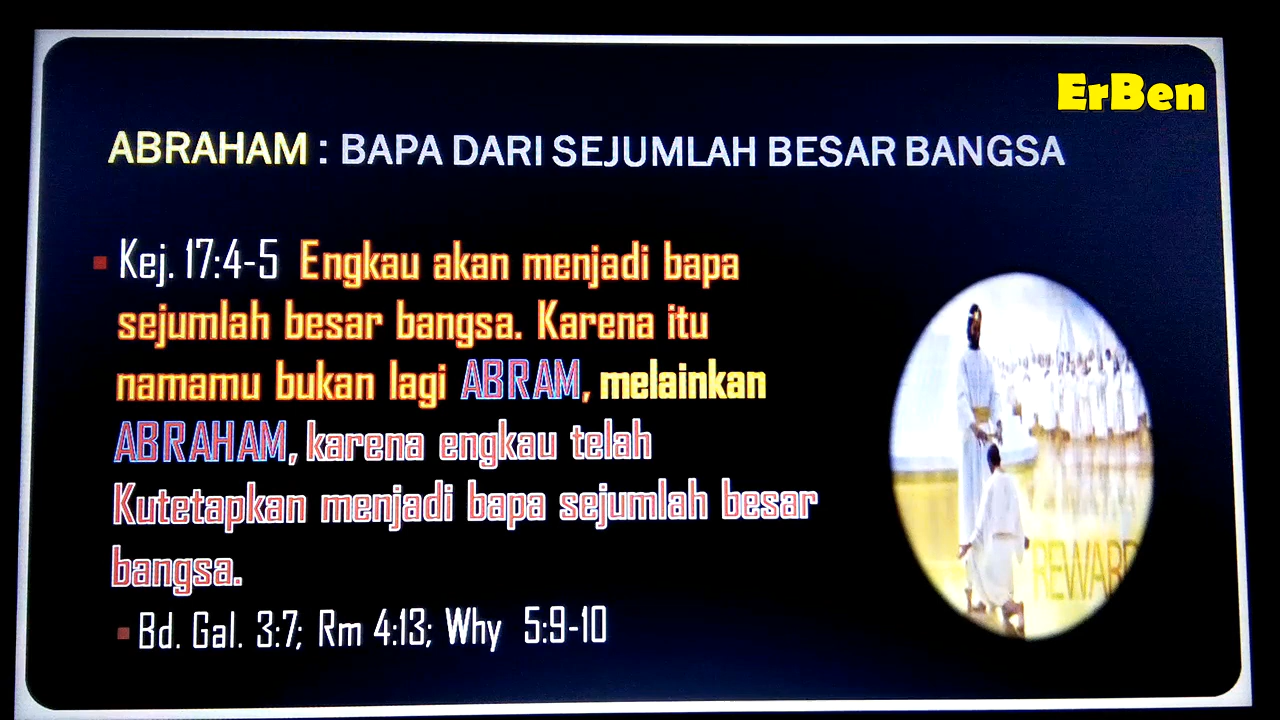 ErBen
ABRAHAM : BAPA DARI SEJUMLAH BESAR BANGSA
Kej. 17:4-5 Engkau akan menjadi bapa
sejumlah besar bangsa. Karena itu
namamu bukan lagi ABRAM, melainkan
ABRAHAM, karena engkau telah
Kutetapkan menjadi bapa sejumlah besar
bangsa.
Bd. Gal. 3:7; Rm 4:13; Why 5:9-10
REWARD